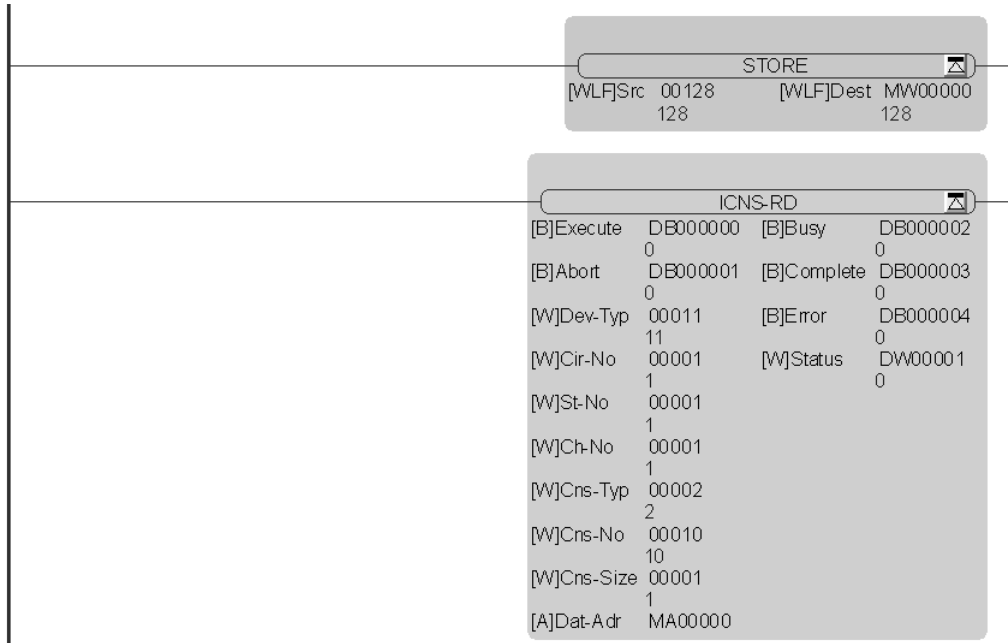 STORE
[WLF]Src 00128 [WLF]Dest MW00000
128 128
ICNS-RD
[B]Execute DB000000 [B]Busy DB000002
0 0
[B]Abort DB000001 [B]Complete DB000003
0 0
[W]Dev-Typ 00011 [B]Error DB000004
11 0
[W]Cir-No 00001 [W]Status DW00001
1 0
[W]St-No 00001
1
[W]Ch-No 00001
1
[W]Cns-Typ 00002
2
[W]Cns-No 00010
10
[W]Cns-Size 00001
1
[A]Dat-Adr MA00000